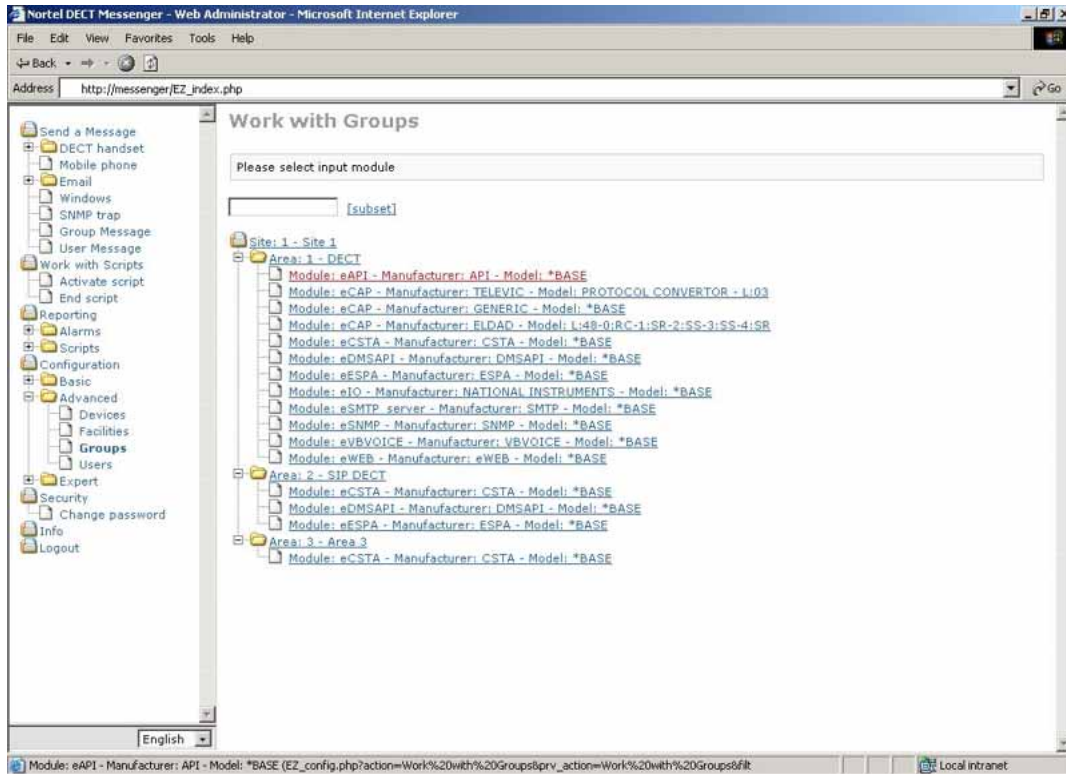 Nortel DECT Messenger - Web Administrator - Microsoft Internet Explorer
File Edit View Favorites Tools Help
Back
Address http://messenger/EZ_index.php Go
Send a Message
DECT handset
Mobile phone
Email
Windows
SNMP trap
Group Message
User Message
Work with Scripts
Activate script
End script
Reporting
Alarms
Scripts
Configuration
Basic
Advanced
Devices
Facilities
Groups
Users
Expert
Security
Change password
Info
Logout
English
Work with Groups
Please select input module
[subset]
Site: 1 - Site 1
Area: 1 - DECT
Module: eAPI - Manufacturer: API - Model: *BASE
Module: eCAP - Manufacturer: TELEVIC - Model: PROTOCOL CONVERTOR - L:03
Module: eCAP - Manufacturer: GENERIC - Model: *BASE
Module: eCAP - Manufacturer: ELDAD - Model: L:48-0;RC-1:SR-2:SS-3:SS-4:SR
Module: eCSTA - Manufacturer: CSTA - Model: *BASE
Module: eDMSAPI - Manufacturer: DMSAPI - Model: *BASE
Module: eESPA - Manufacturer: ESPA - Model: *BASE
Module: eIO - Manufacturer: NATIONAL INSTRUMENTS - Model: *BASE
Module: eSMTP_server - Manufacturer: SMTP - Model: *BASE
Module: eSNMP - Manufacturer: SNMP - Model: *BASE
Module: eVBVOICE - Manufacturer: VBVOICE - Model: *BASE
Module: eWEB - Manufacturer: eWEB - Model: *BASE
Area: 2 - SIP DECT
Module: eCSTA - Manufacturer: CSTA - Model: *BASE
Module: eDMSAPI - Manufacturer: DMSAPI - Model: *BASE
Module: eESPA - Manufacturer: ESPA - Model: *BASE
Area: 3 - Area 3
Module: eCSTA - Manufacturer: CSTA - Model: *BASE
Module: eAPI - Manufacturer: API - Model: *BASE (EZ_config.php?action=Work%20with%20Groups&prv_action=Work%20with%20Groups&filt
Local intranet